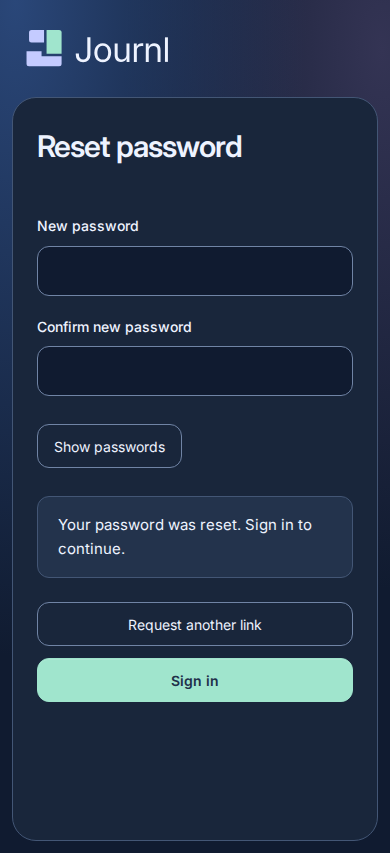 Journl
Reset password
New password
Confirm new password
Show passwords
Your password was reset. Sign in to
continue.
Request another link
Sign in